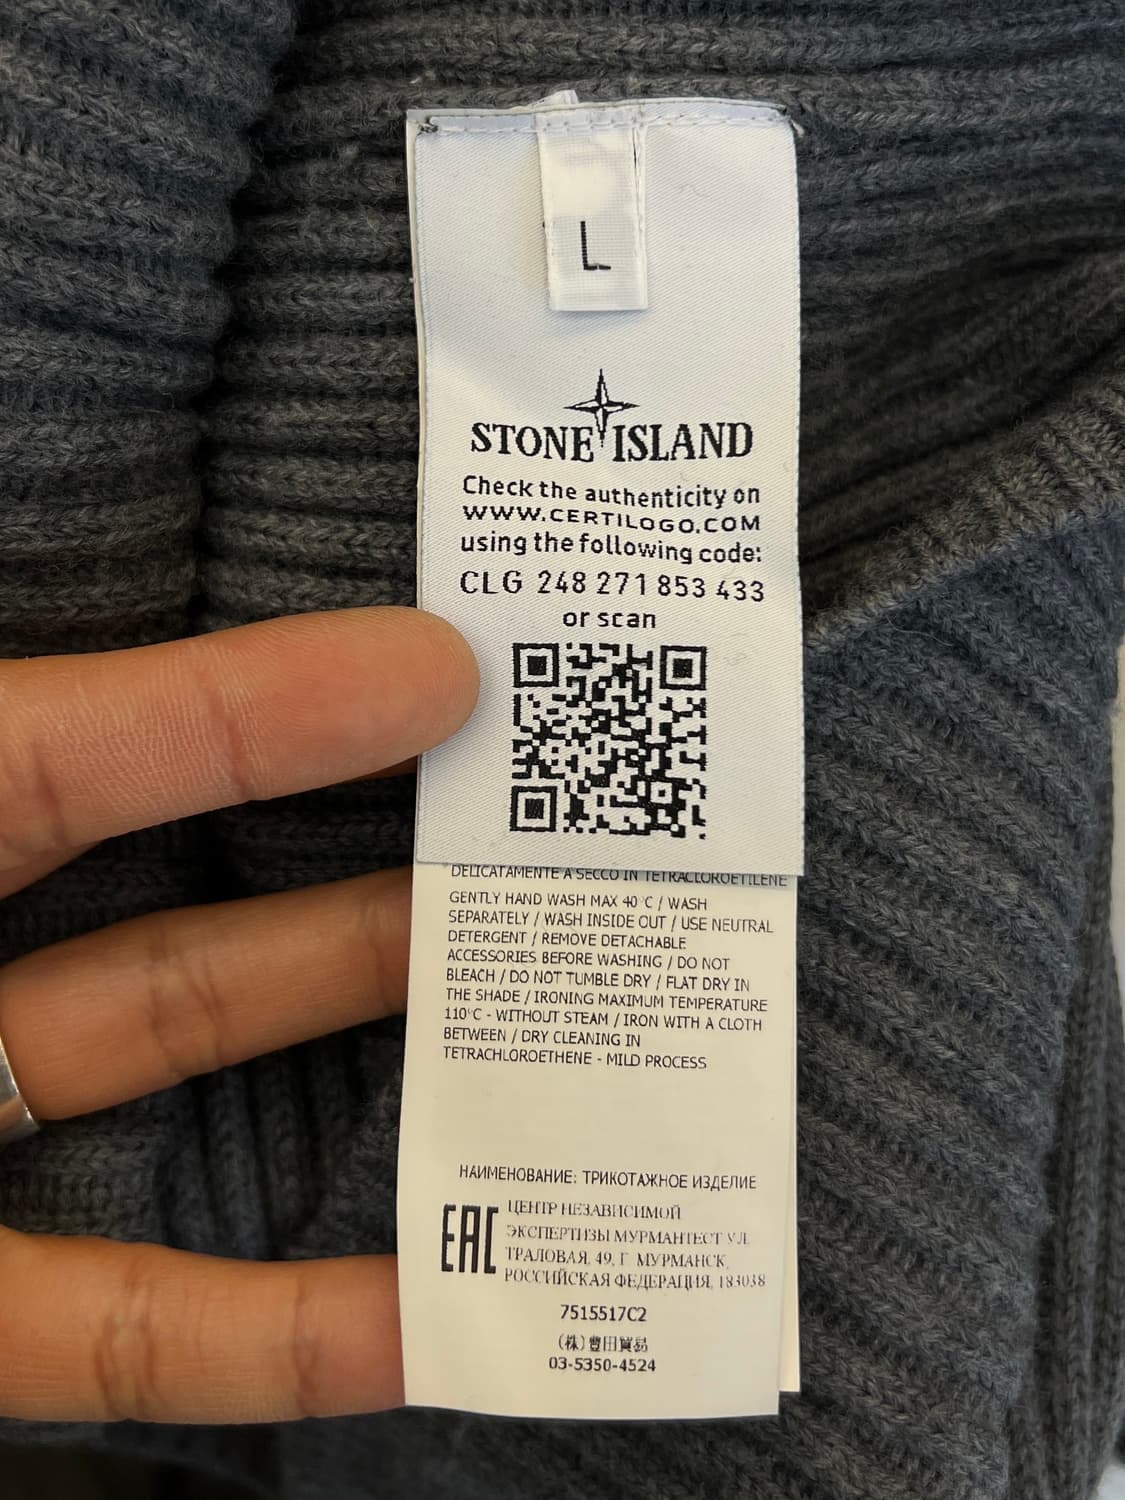 L
STONE ISLAND
Check the authenticity on
WWW.CERTILOGO.COM
using the following code:
CLG 248 271 853 433
or scan
DELICATAMENTE A SECCO IN TETRACLOROETILENE
GENTLY HAND WASH MAX 40°C / WASH
SEPARATELY / WASH INSIDE OUT / USE NEUTRAL
DETERGENT / REMOVE DETACHABLE
ACCESSORIES BEFORE WASHING / DO NOT
BLEACH / DO NOT TUMBLE DRY / FLAT DRY IN
THE SHADE / IRONING MAXIMUM TEMPERATURE
110°C - WITHOUT STEAM / IRON WITH A CLOTH
BETWEEN / DRY CLEANING IN
TETRACHLOROETHENE - MILD PROCESS
НАИМЕНОВАНИЕ: ТРИКОТАЖНОЕ ИЗДЕЛИЕ
EAC
ЦЕНТР НЕЗАВИСИМОЙ
ЭКСПЕРТИЗЫ МУРМАНТЕСТ УЛ.
ТРАЛОВАЯ, 49, Г МУРМАНСК,
РОССИЙСКАЯ ФЕДЕРАЦИЯ, 183038
7515517C2
(株)豊田貿易
03-5350-4524